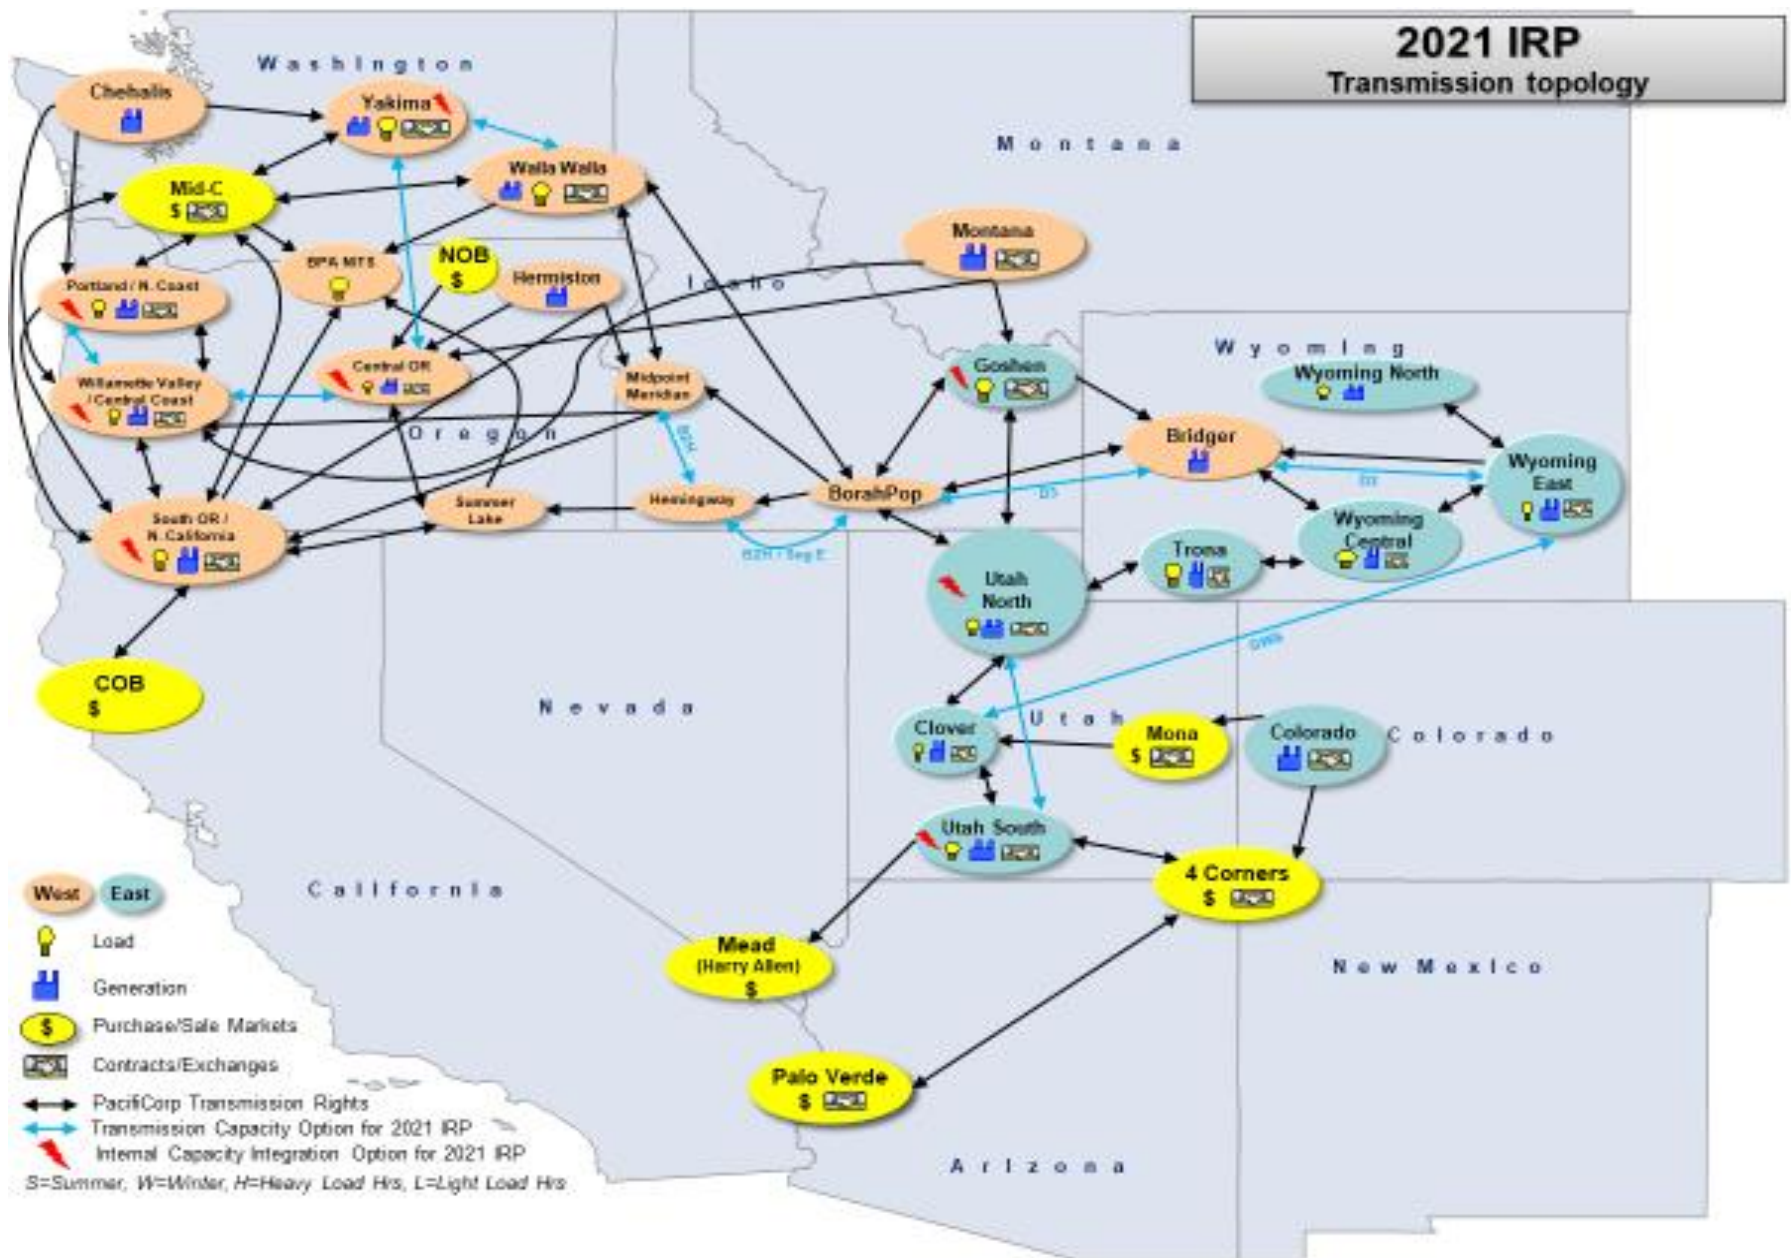 2021 IRP
Transmission topology
Washington
Montana
Idaho
Wyoming
Oregon
Nevada
Utah
Colorado
California
New Mexico
Arizona
Chehalis
Yakima
Walla Walla
Mid-C
$
BPA NITS
NOB
$
Hermiston
Montana
Portland / N. Coast
Central OR
Willamette Valley
/ Central Coast
Midpoint
Meridian
Goshen
Wyoming North
Bridger
Wyoming
East
Summer
Lake
Hemingway
BorahPop
South OR /
N. California
Wyoming
Central
Trona
Utah
North
B2H
B2H / Seg E
COB
$
Clover
Mona
$
Colorado
Utah South
4 Corners
$
Mead
(Harry Allen)
$
Palo Verde
$
West
East
Load
Generation
$
Purchase/Sale Markets
Contracts/Exchanges
PacifiCorp Transmission Rights
Transmission Capacity Option for 2021 IRP
Internal Capacity Integration Option for 2021 IRP
S=Summer, W=Winter, H=Heavy Load Hrs, L=Light Load Hrs